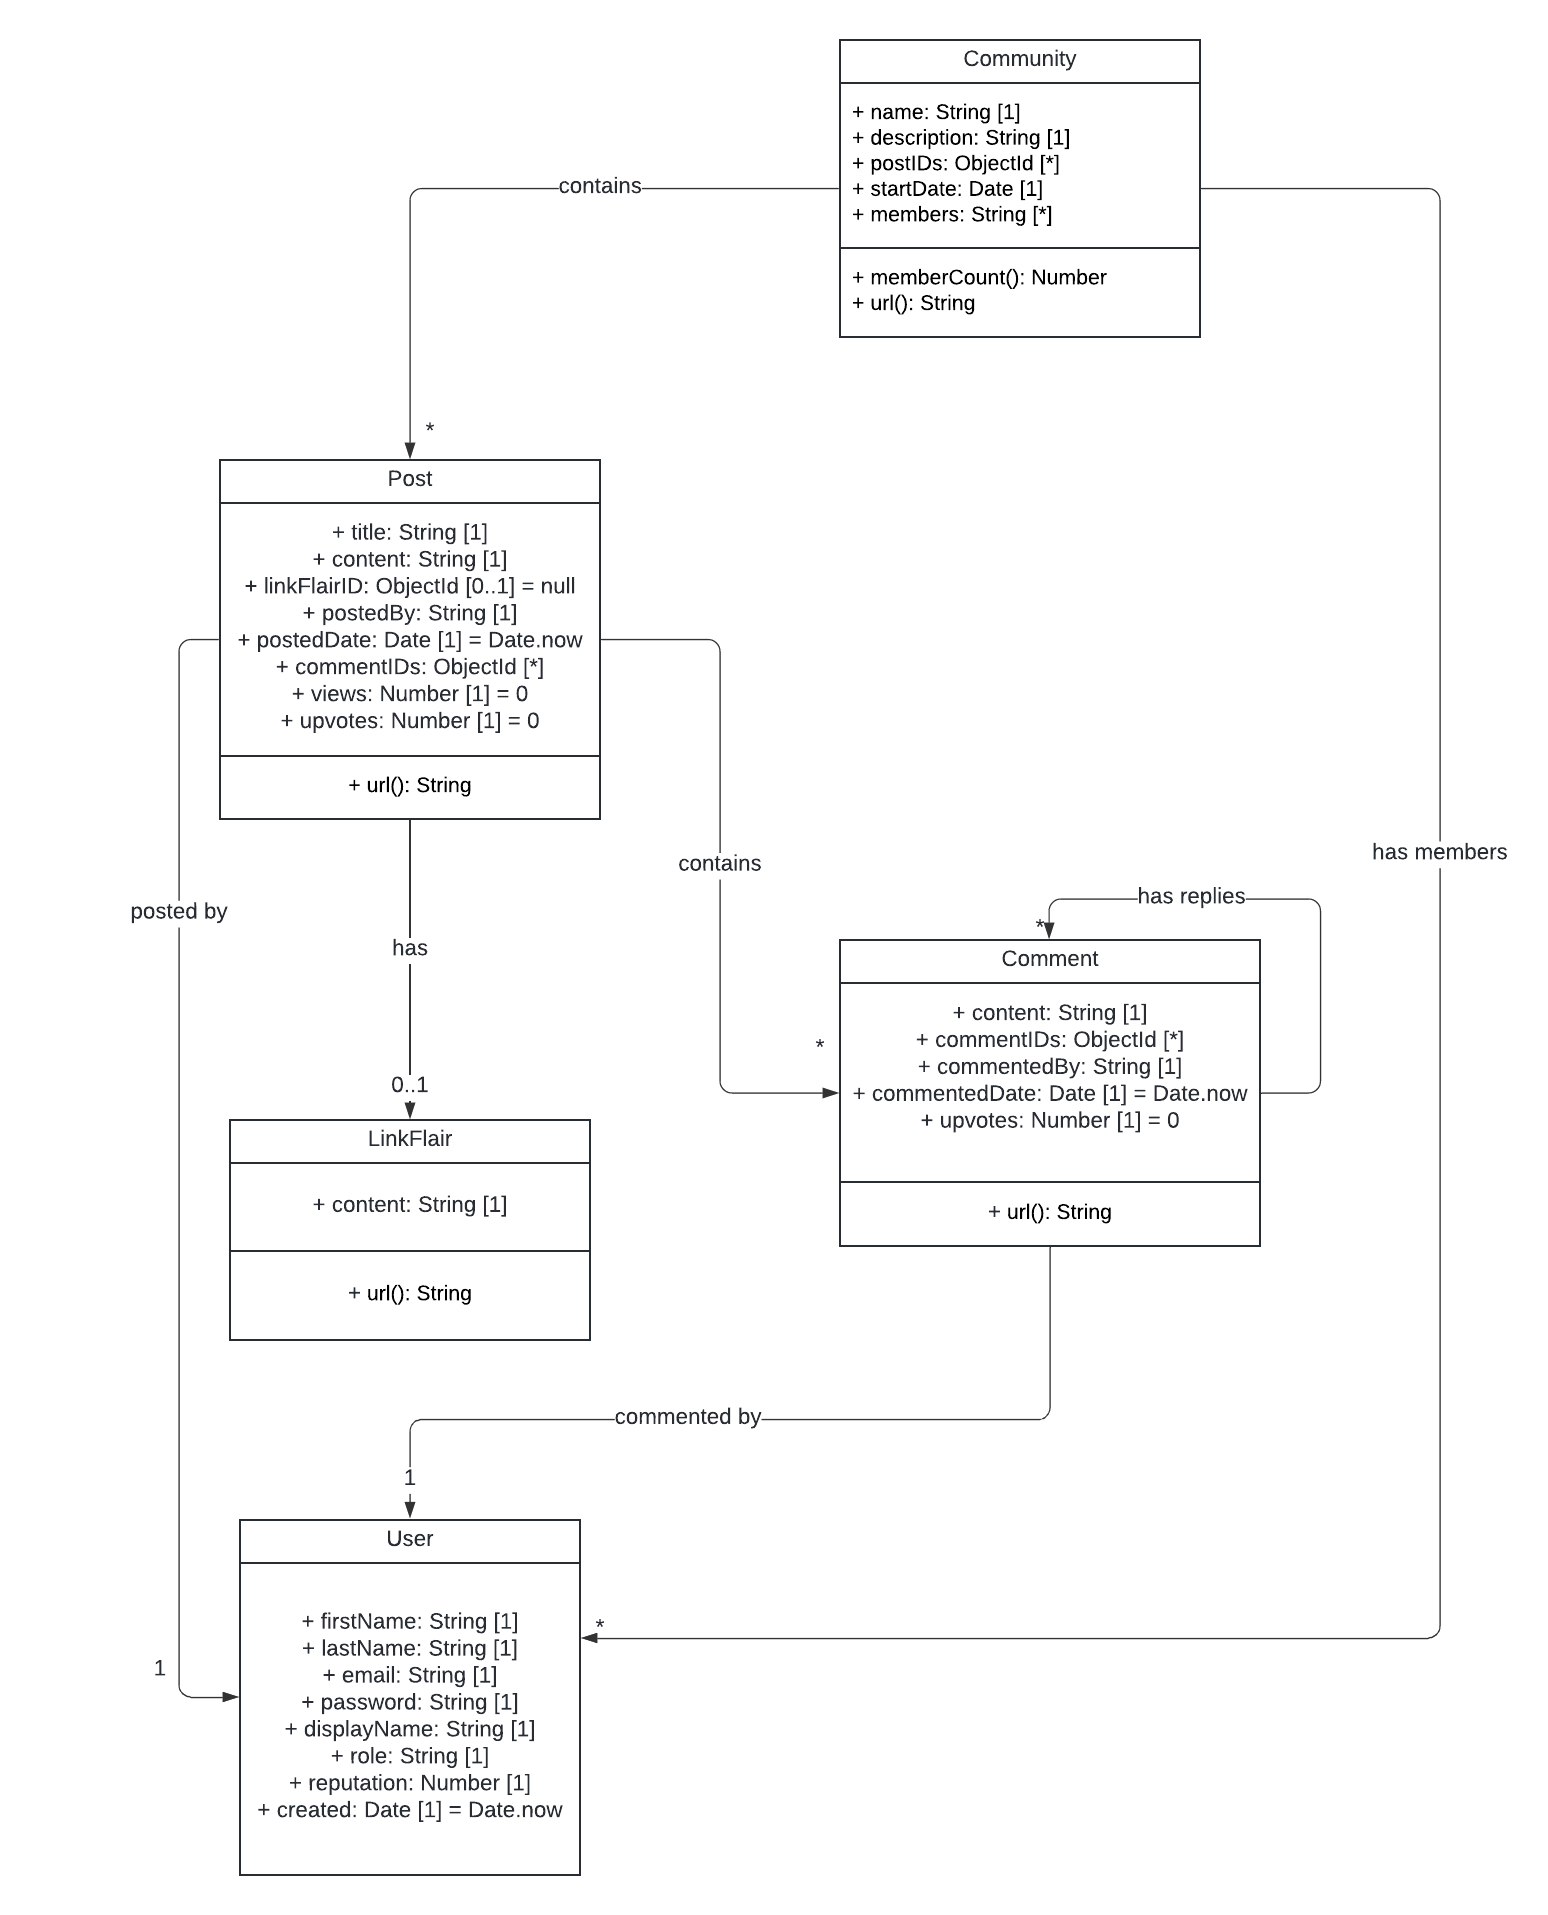 Community
+ name: String [1]
+ description: String [1]
+ postIDs: ObjectId [*]
+ startDate: Date [1]
+ members: String [*]
+ memberCount(): Number
+ url(): String
contains
*
Post
+ title: String [1]
+ content: String [1]
+ linkFlairID: ObjectId [0..1] = null
+ postedBy: String [1]
+ postedDate: Date [1] = Date.now
+ commentIDs: ObjectId [*]
+ views: Number [1] = 0
+ upvotes: Number [1] = 0
+ url(): String
contains
has members
posted by
has
has replies
*
Comment
+ content: String [1]
+ commentIDs: ObjectId [*]
+ commentedBy: String [1]
+ commentedDate: Date [1] = Date.now
+ upvotes: Number [1] = 0
+ url(): String
*
0..1
LinkFlair
+ content: String [1]
+ url(): String
commented by
1
User
+ firstName: String [1]
+ lastName: String [1]
+ email: String [1]
+ password: String [1]
+ displayName: String [1]
+ role: String [1]
+ reputation: Number [1]
+ created: Date [1] = Date.now
*
1